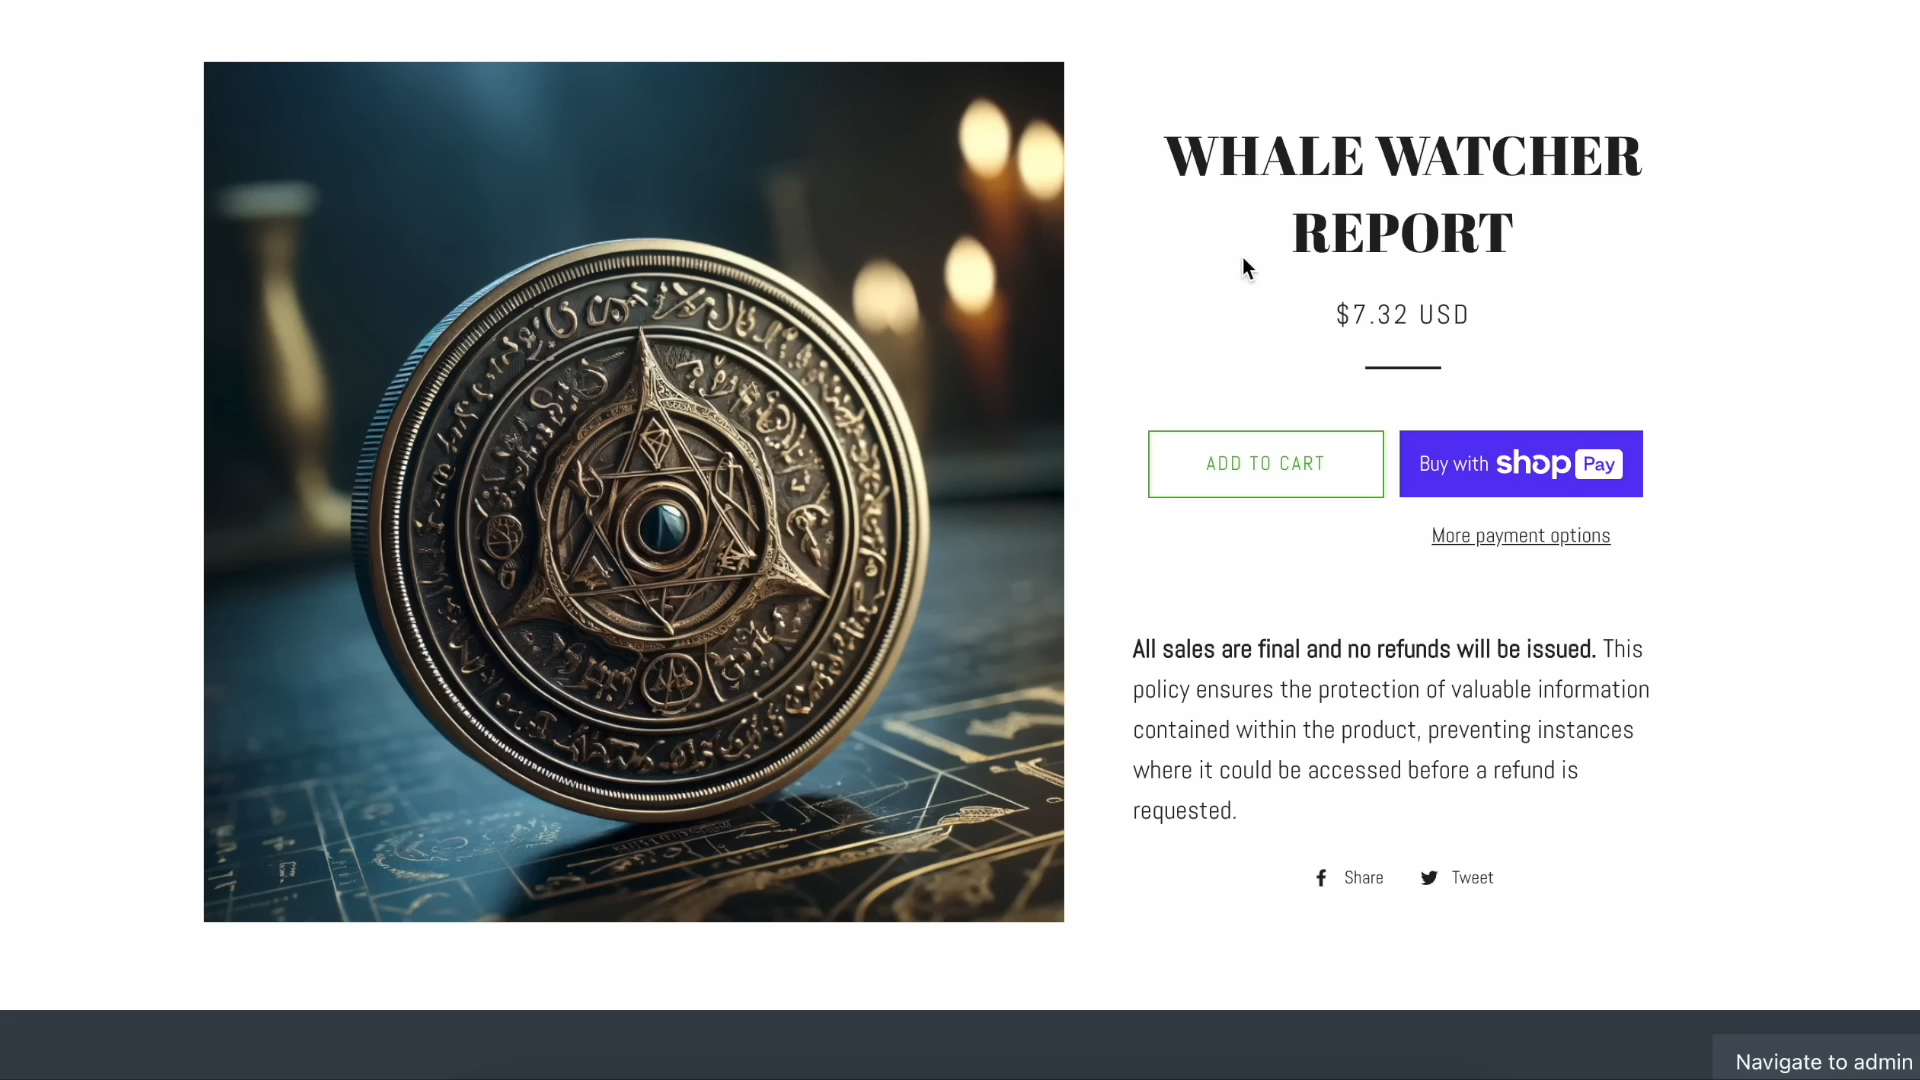 WHALE WATCHER
REPORT
$7.32 USD
ADD TO CART
Buy with shop Pay
More payment options
All sales are final and no refunds will be issued. This
policy ensures the protection of valuable information
contained within the product, preventing instances
where it could be accessed before a refund is
requested.
Share
Tweet
Navigate to admin